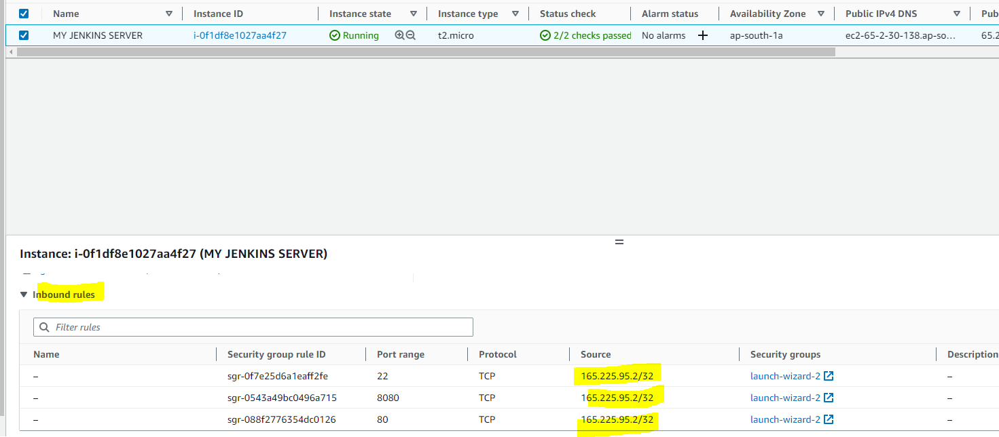 Name Instance ID Instance state Instance type Status check Alarm status Availability Zone Public IPv4 DNS
MY JENKINS SERVER i-0f1df8e1027aa4f27 Running t2.micro 2/2 checks passed No alarms + ap-south-1a ec2-65-2-30-138.ap-so...
Instance: i-0f1df8e1027aa4f27 (MY JENKINS SERVER)
Inbound rules
Filter rules
Name Security group rule ID Port range Protocol Source Security groups Description
– sgr-0f7e25d6a1eaff2fe 22 TCP 165.225.95.2/32 launch-wizard-2 –
– sgr-0543a49bc0496a715 8080 TCP 165.225.95.2/32 launch-wizard-2 –
– sgr-088f2776354dc0126 80 TCP 165.225.95.2/32 launch-wizard-2 –